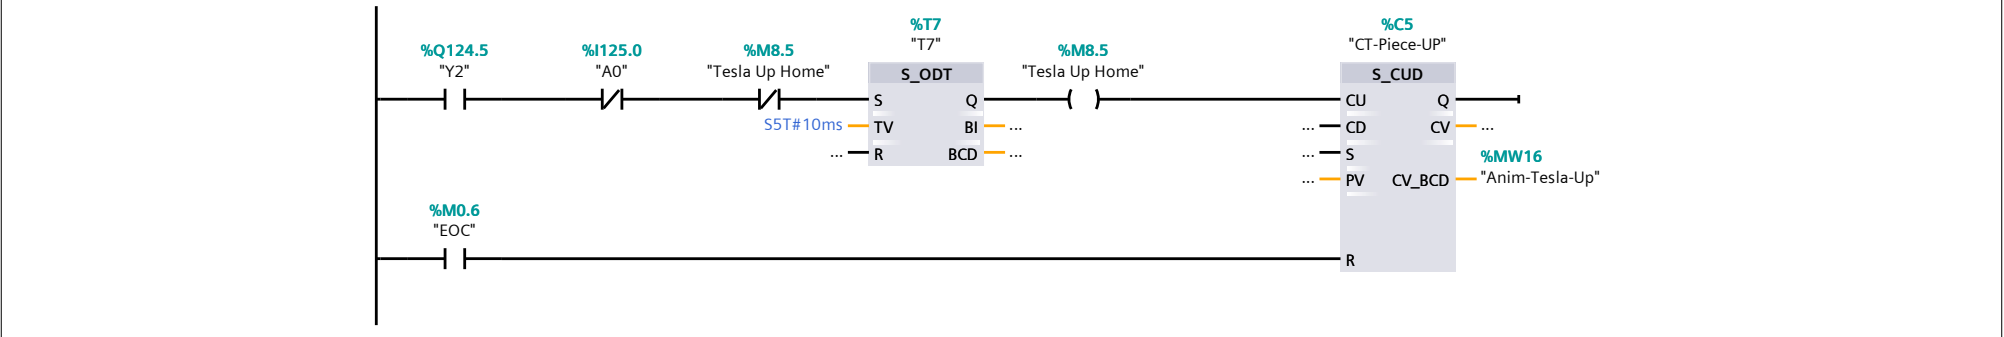 %T7
"T7"
%C5
"CT-Piece-UP"
%Q124.5
"Y2"
%I125.0
"A0"
%M8.5
"Tesla Up Home"
%M8.5
"Tesla Up Home"
S_ODT
S Q
S5T#10ms TV BI ...
... R BCD ...
S_CUD
CU Q
... CD CV ...
... S
... PV CV_BCD
%MW16
"Anim-Tesla-Up"
%M0.6
"EOC"
R